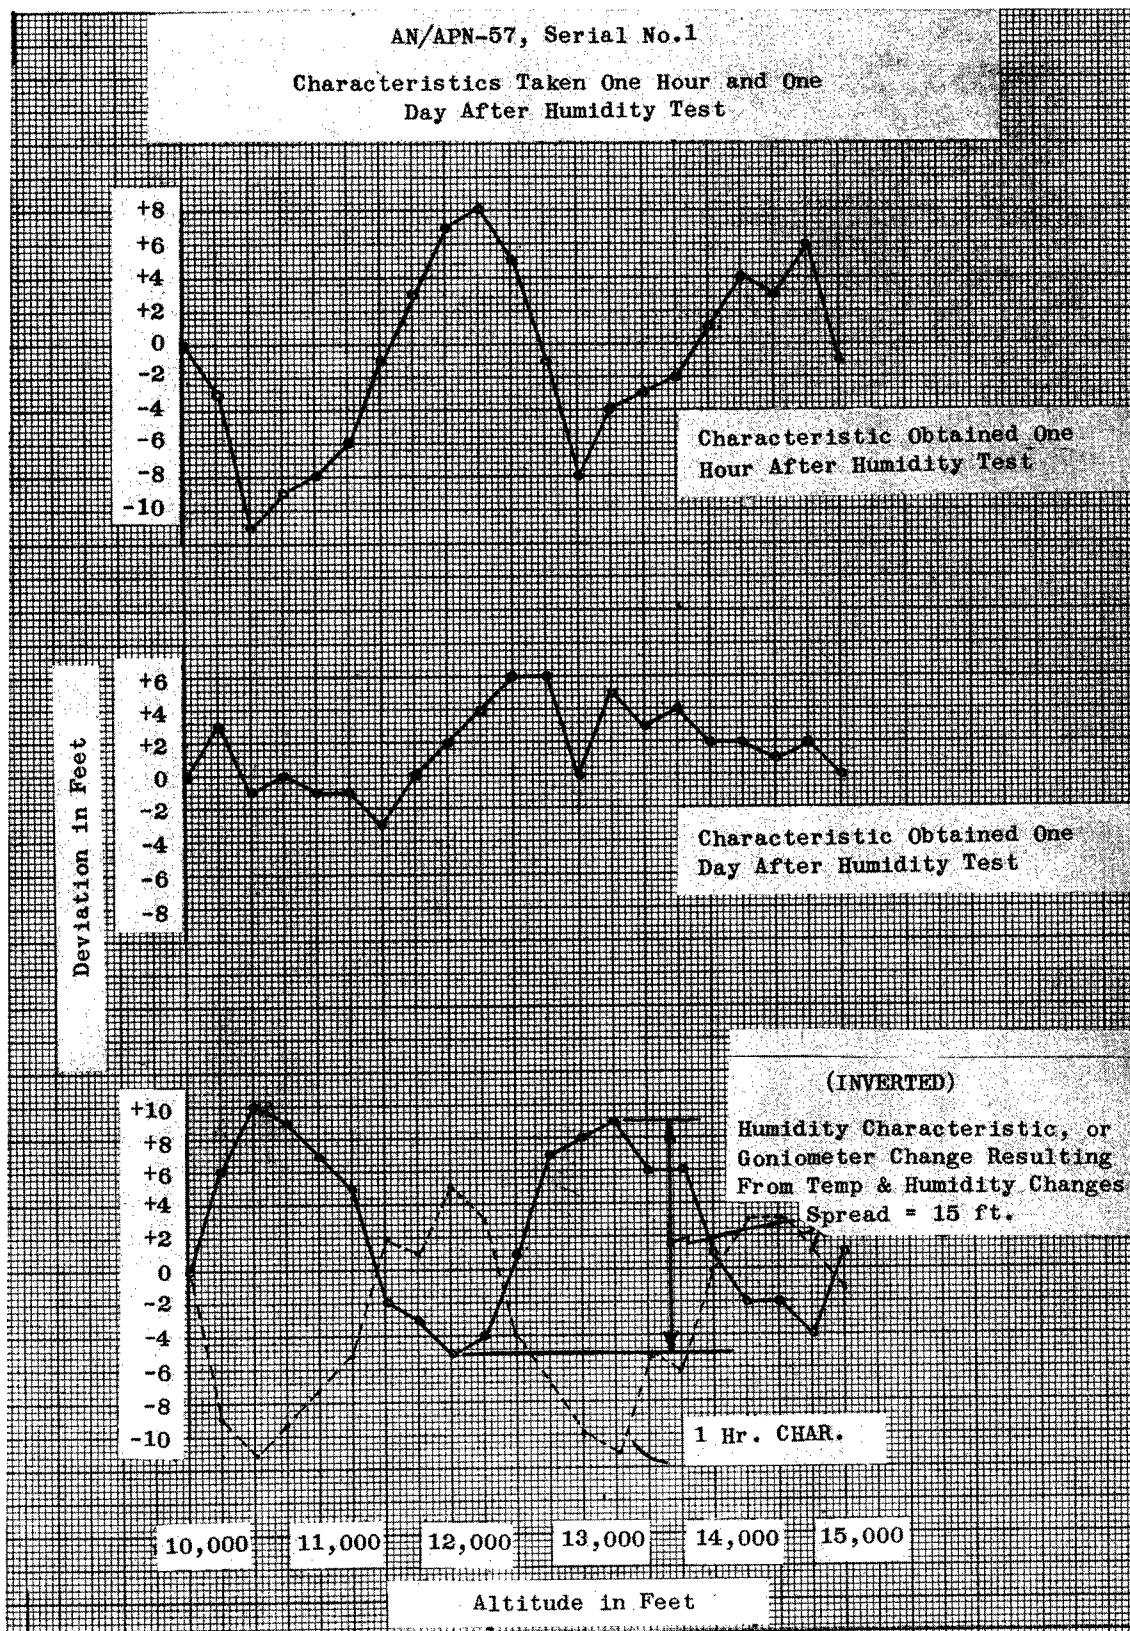 AN/APN-57, Serial No.1
Characteristics Taken One Hour and One
Day After Humidity Test
+8
+6
+4
+2
0
-2
-4
-6
-8
-10
Characteristic Obtained One
Hour After Humidity Test
Deviation in Feet
+6
+4
+2
0
-2
-4
-6
-8
Characteristic Obtained One
Day After Humidity Test
(INVERTED)
Humidity Characteristic, or
Goniometer Change Resulting
From Temp & Humidity Changes
Spread = 15 ft.
+10
+8
+6
+4
+2
0
-2
-4
-6
-8
-10
1 Hr. CHAR.
10,000 11,000 12,000 13,000 14,000 15,000
Altitude in Feet